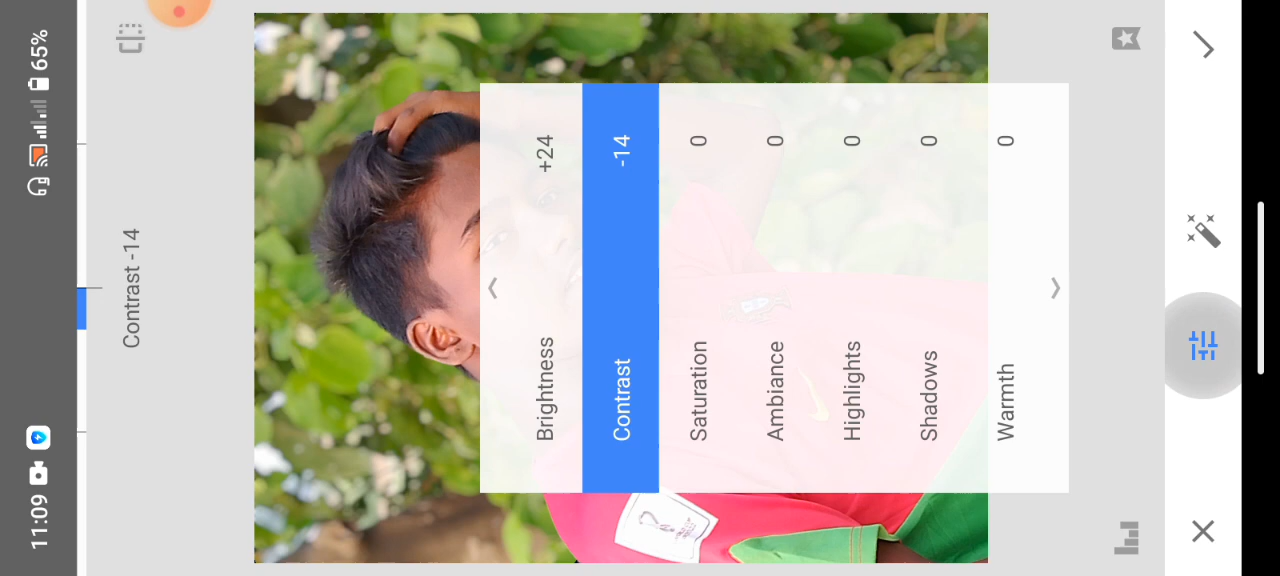 11:09
65%
Contrast -14
Brightness +24
Contrast -14
Saturation 0
Ambiance 0
Highlights 0
Shadows 0
Warmth 0